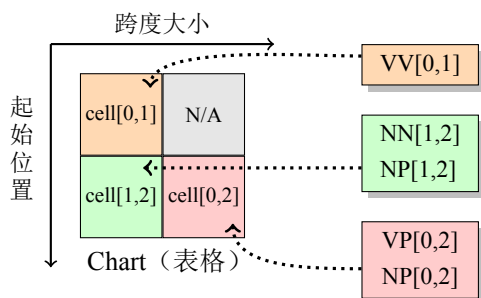 跨度大小
起始位置
cell[0,1]
N/A
cell[1,2]
cell[0,2]
Chart（表格）
VV[0,1]
NN[1,2]
NP[1,2]
VP[0,2]
NP[0,2]